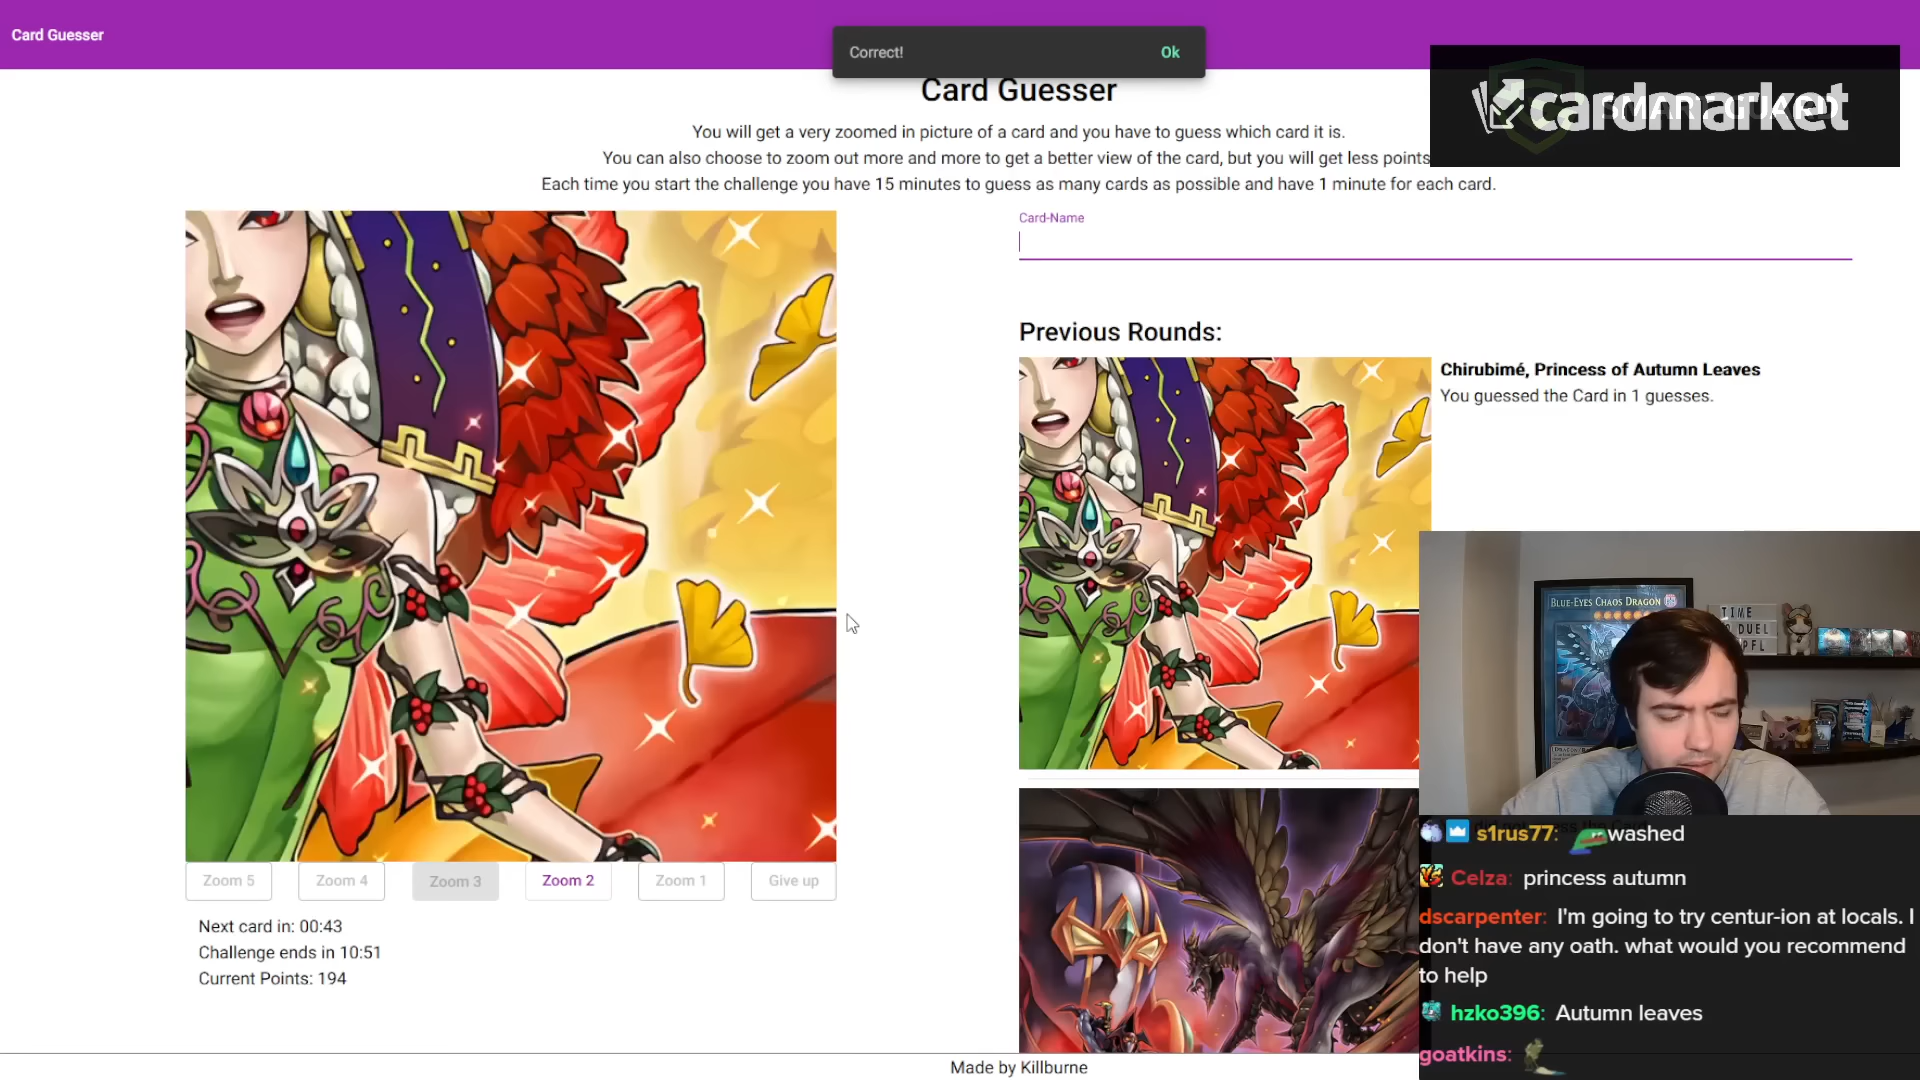 Card Guesser
Correct!
Ok
cardmarket
Card Guesser
You will get a very zoomed in picture of a card and you have to guess which card it is.
You can also choose to zoom out more and more to get a better view of the card, but you will get less points
Each time you start the challenge you have 15 minutes to guess as many cards as possible and have 1 minute for each card.
Card-Name
Previous Rounds:
Chirubimé, Princess of Autumn Leaves
You guessed the Card in 1 guesses.
BLUE-EYES CHAOS DRAGON
TIME
DUEL
PFL
Zoom 5
Zoom 4
Zoom 3
Zoom 2
Zoom 1
Give up
Next card in: 00:43
Challenge ends in 10:51
Current Points: 194
s1rus77: washed
Celza: princess autumn
dscarpenter: I'm going to try centur-ion at locals. I
don't have any oath. what would you recommend
to help
hzko396: Autumn leaves
goatkins:
Made by Killburne